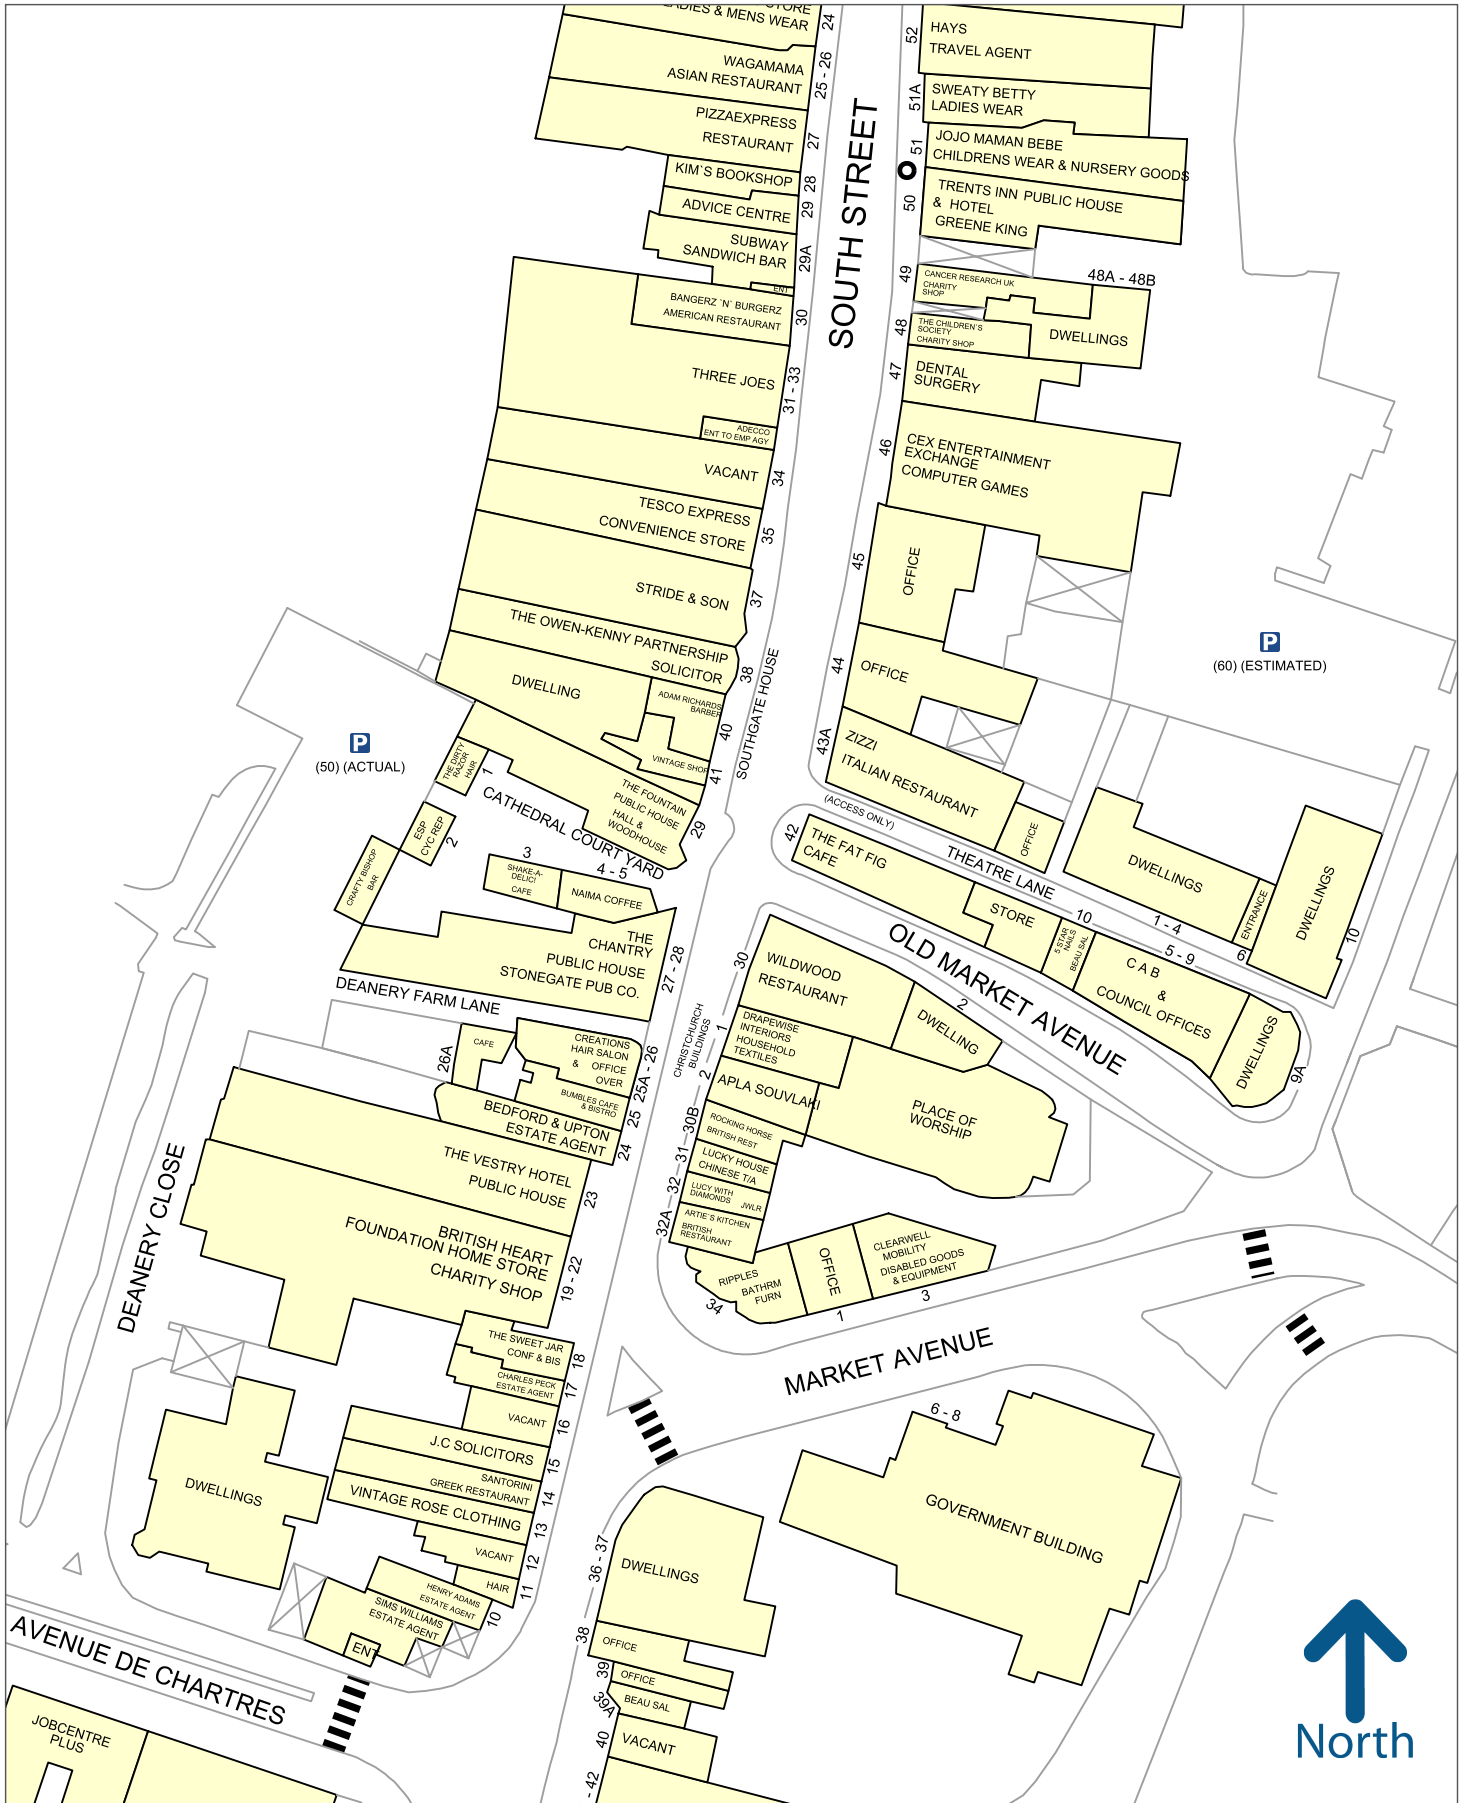 STORE
LADIES & MENS WEAR
24
WAGAMAMA
ASIAN RESTAURANT
25 - 26
PIZZAEXPRESS
RESTAURANT
27
KIM`S BOOKSHOP
28
ADVICE CENTRE
29
SUBWAY
SANDWICH BAR
29A
ENT
BANGERZ `N` BURGERZ
AMERICAN RESTAURANT
30
THREE JOES
31 - 33
ADECCO
ENT TO EMP AGY
VACANT
34
TESCO EXPRESS
CONVENIENCE STORE
35
STRIDE & SON
37
THE OWEN-KENNY PARTNERSHIP
SOLICITOR
38
DWELLING
ADAM RICHARDS
BARBER
40
VINTAGE SHOP
41
SOUTHGATE HOUSE
SOUTH STREET
52
HAYS
TRAVEL AGENT
51A
SWEATY BETTY
LADIES WEAR
51
JOJO MAMAN BEBE
CHILDRENS WEAR & NURSERY GOODS
50
TRENTS INN PUBLIC HOUSE
& HOTEL
GREENE KING
49
CANCER RESEARCH UK
CHARITY
SHOP
48A - 48B
48
THE CHILDREN`S
SOCIETY
CHARITY SHOP
DWELLINGS
47
DENTAL
SURGERY
46
CEX ENTERTAINMENT
EXCHANGE
COMPUTER GAMES
45
OFFICE
44
OFFICE
43A
ZIZZI
ITALIAN RESTAURANT
OFFICE
P
(60) (ESTIMATED)
P
(50) (ACTUAL)
THE DIRTY
RAZOR
HAIR
1
ESP
CYC REP
2
CRAFTY BISHOP
BAR
CATHEDRAL COURT YARD
THE FOUNTAIN
PUBLIC HOUSE
HALL &
WOODHOUSE
29
3
4 - 5
SHAKE-A-
DELIC!
CAFE
NAIMA COFFEE
THE
CHANTRY
PUBLIC HOUSE
STONEGATE PUB CO.
27 - 28
DEANERY FARM LANE
(ACCESS ONLY)
THEATRE LANE
42
THE FAT FIG
CAFE
STORE
10
5 STAR
NAILS
BEAU SAL
5 - 9
C A B
&
COUNCIL OFFICES
DWELLINGS
9A
DWELLINGS
1 - 4
ENTRANCE
6
DWELLINGS
10
OLD MARKET AVENUE
30
WILDWOOD
RESTAURANT
2
DWELLING
CHRISTCHURCH
BUILDINGS
1
DRAPEWISE
INTERIORS
HOUSEHOLD
TEXTILES
2
APLA SOUVLAKI
PLACE OF
WORSHIP
30B
ROCKING HORSE
BRITISH REST
31
LUCKY HOUSE
CHINESE T/A
32
LUCY WITH
DIAMONDS
JWLR
32A
ARTIE`S KITCHEN
BRITISH
RESTAURANT
34
RIPPLES
BATHRM
FURN
OFFICE
1
CLEARWELL
MOBILITY
DISABLED GOODS
& EQUIPMENT
3
MARKET AVENUE
26A
CAFE
CREATIONS
HAIR SALON
& OFFICE
OVER
25A - 26
BUMBLES CAFE
& BISTRO
25
BEDFORD & UPTON
ESTATE AGENT
24
THE VESTRY HOTEL
PUBLIC HOUSE
23
BRITISH HEART
FOUNDATION HOME STORE
CHARITY SHOP
19 - 22
DEANERY CLOSE
THE SWEET JAR
CONF & BIS
18
CHARLES PECK
ESTATE AGENT
17
VACANT
16
J.C SOLICITORS
15
SANTORINI
GREEK RESTAURANT
14
VINTAGE ROSE CLOTHING
13
VACANT
12
HAIR
11
HENRY ADAMS
ESTATE AGENT
10
SIMS WILLIAMS
ESTATE AGENT
ENT
DWELLINGS
AVENUE DE CHARTRES
JOBCENTRE
PLUS
6 - 8
GOVERNMENT BUILDING
36 - 37
DWELLINGS
38
OFFICE
39
OFFICE
39A
BEAU SAL
40
VACANT
- 42
North